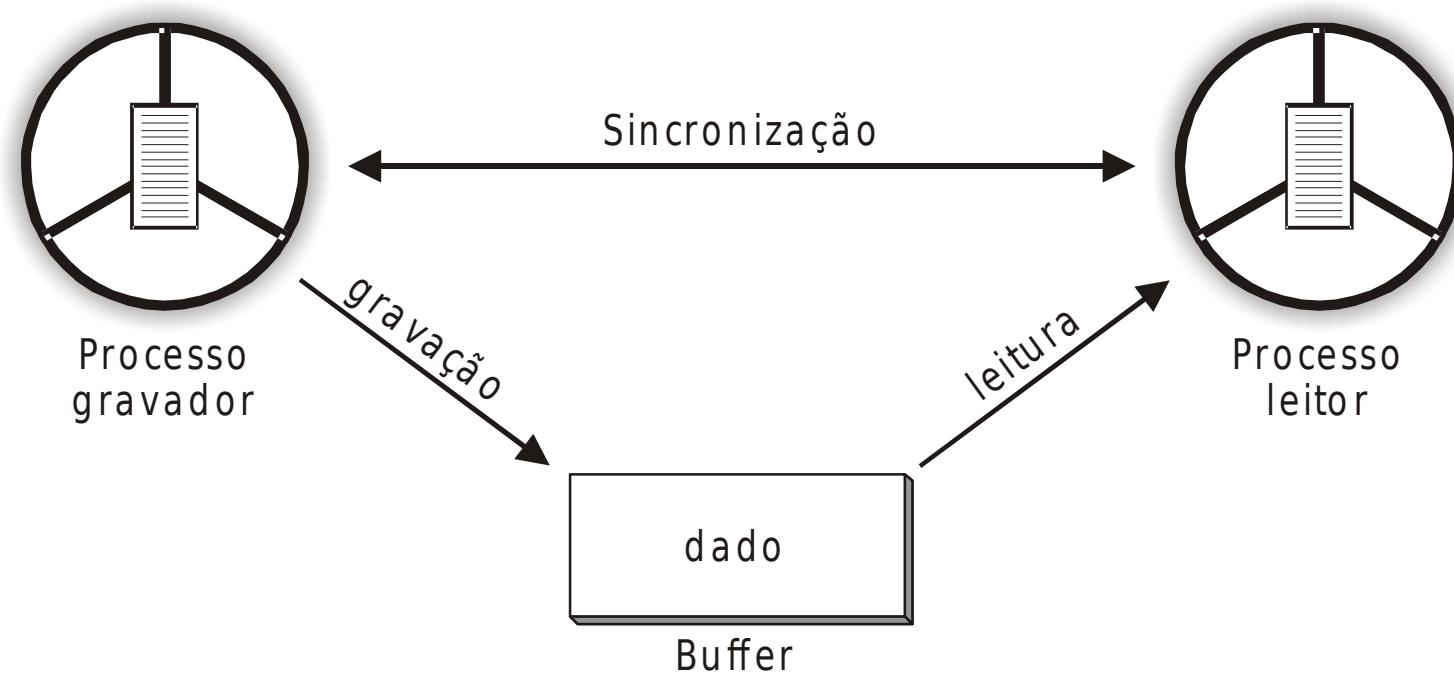 Sincronização
gravação
leitura
Processo
gravador
Processo
leitor
dado
Buffer